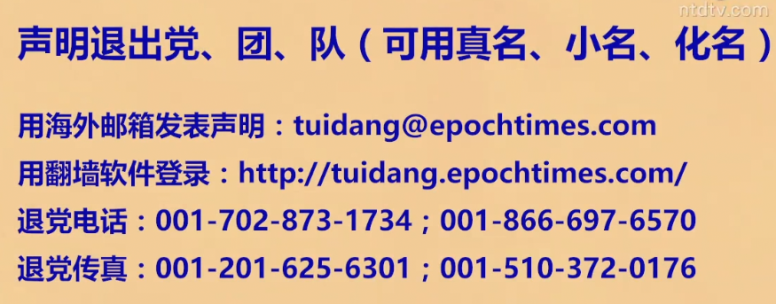 ntdtv.com
声明退出党、团、队（可用真名、小名、化名）
用海外邮箱发表声明：tuidang@epochtimes.com
用翻墙软件登录：http://tuidang.epochtimes.com/
退党电话：001-702-873-1734；001-866-697-6570
退党传真：001-201-625-6301；001-510-372-0176